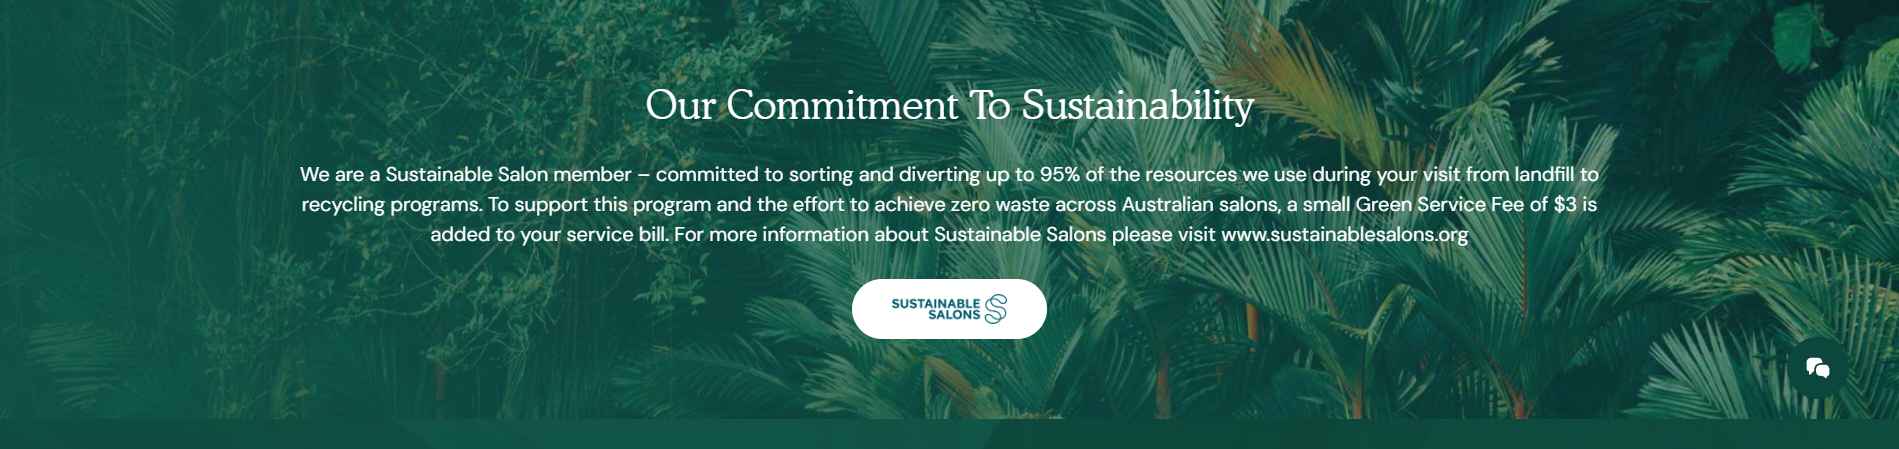 Our Commitment To Sustainability
We are a Sustainable Salon member – committed to sorting and diverting up to 95% of the resources we use during your visit from landfill to
recycling programs. To support this program and the effort to achieve zero waste across Australian salons, a small Green Service Fee of $3 is
added to your service bill. For more information about Sustainable Salons please visit www.sustainablesalons.org
SUSTAINABLE
SALONS